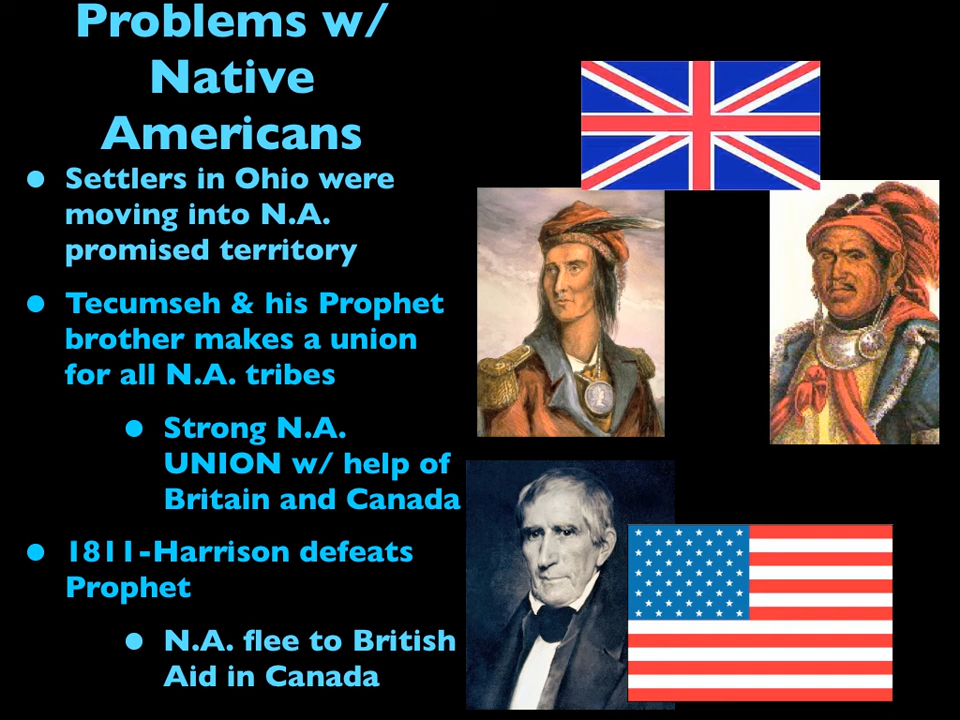 Problems w/
Native
Americans
• Settlers in Ohio were
moving into N.A.
promised territory
• Tecumseh & his Prophet
brother makes a union
for all N.A. tribes
• Strong N.A.
UNION w/ help of
Britain and Canada
• 1811-Harrison defeats
Prophet
• N.A. flee to British
Aid in Canada